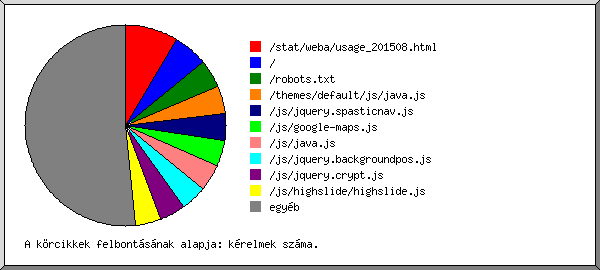 /stat/weba/usage_201508.html
/
/robots.txt
/themes/default/js/java.js
/js/jquery.spasticnav.js
/js/google-maps.js
/js/java.js
/js/jquery.backgroundpos.js
/js/jquery.crypt.js
/js/highslide/highslide.js
egyéb
A körcikkek felbontásának alapja: kérelmek száma.